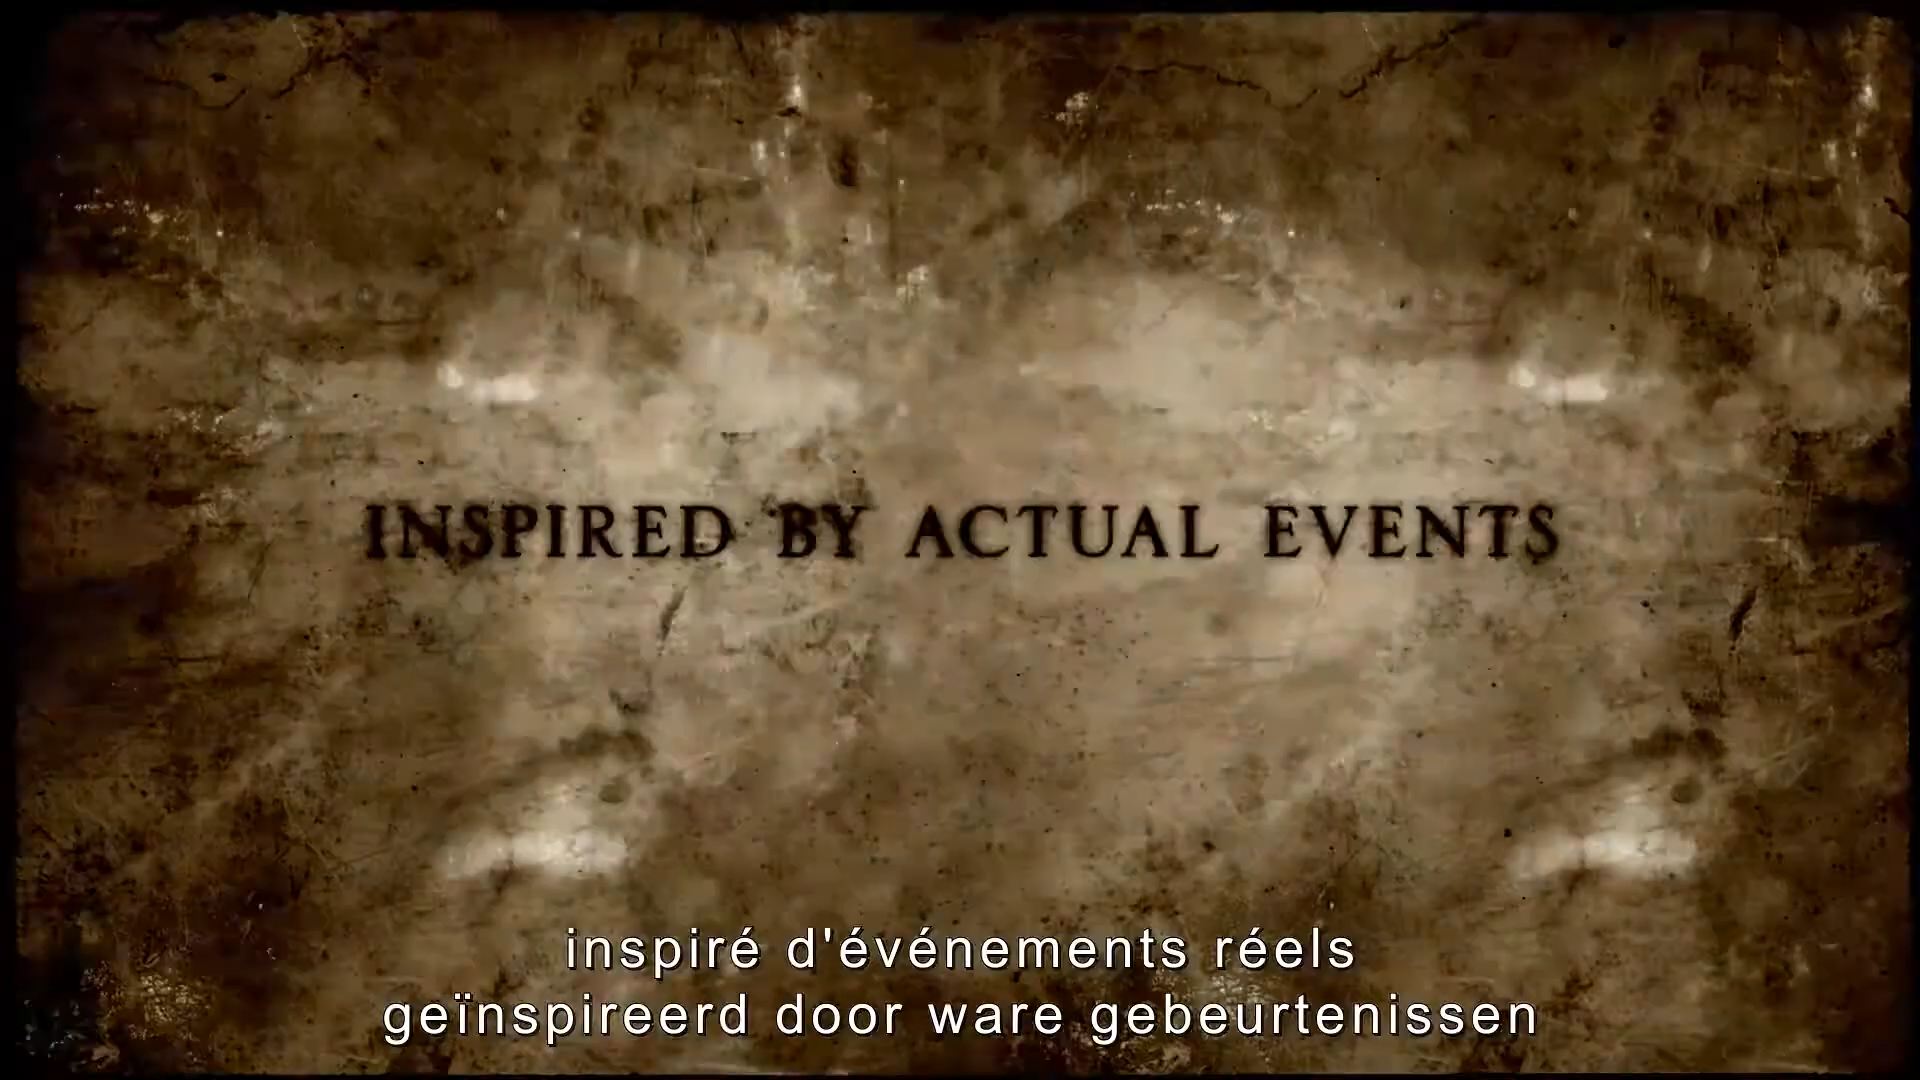 INSPIRED BY ACTUAL EVENTS
inspiré d'événements réels
geïnspireerd door ware gebeurtenissen